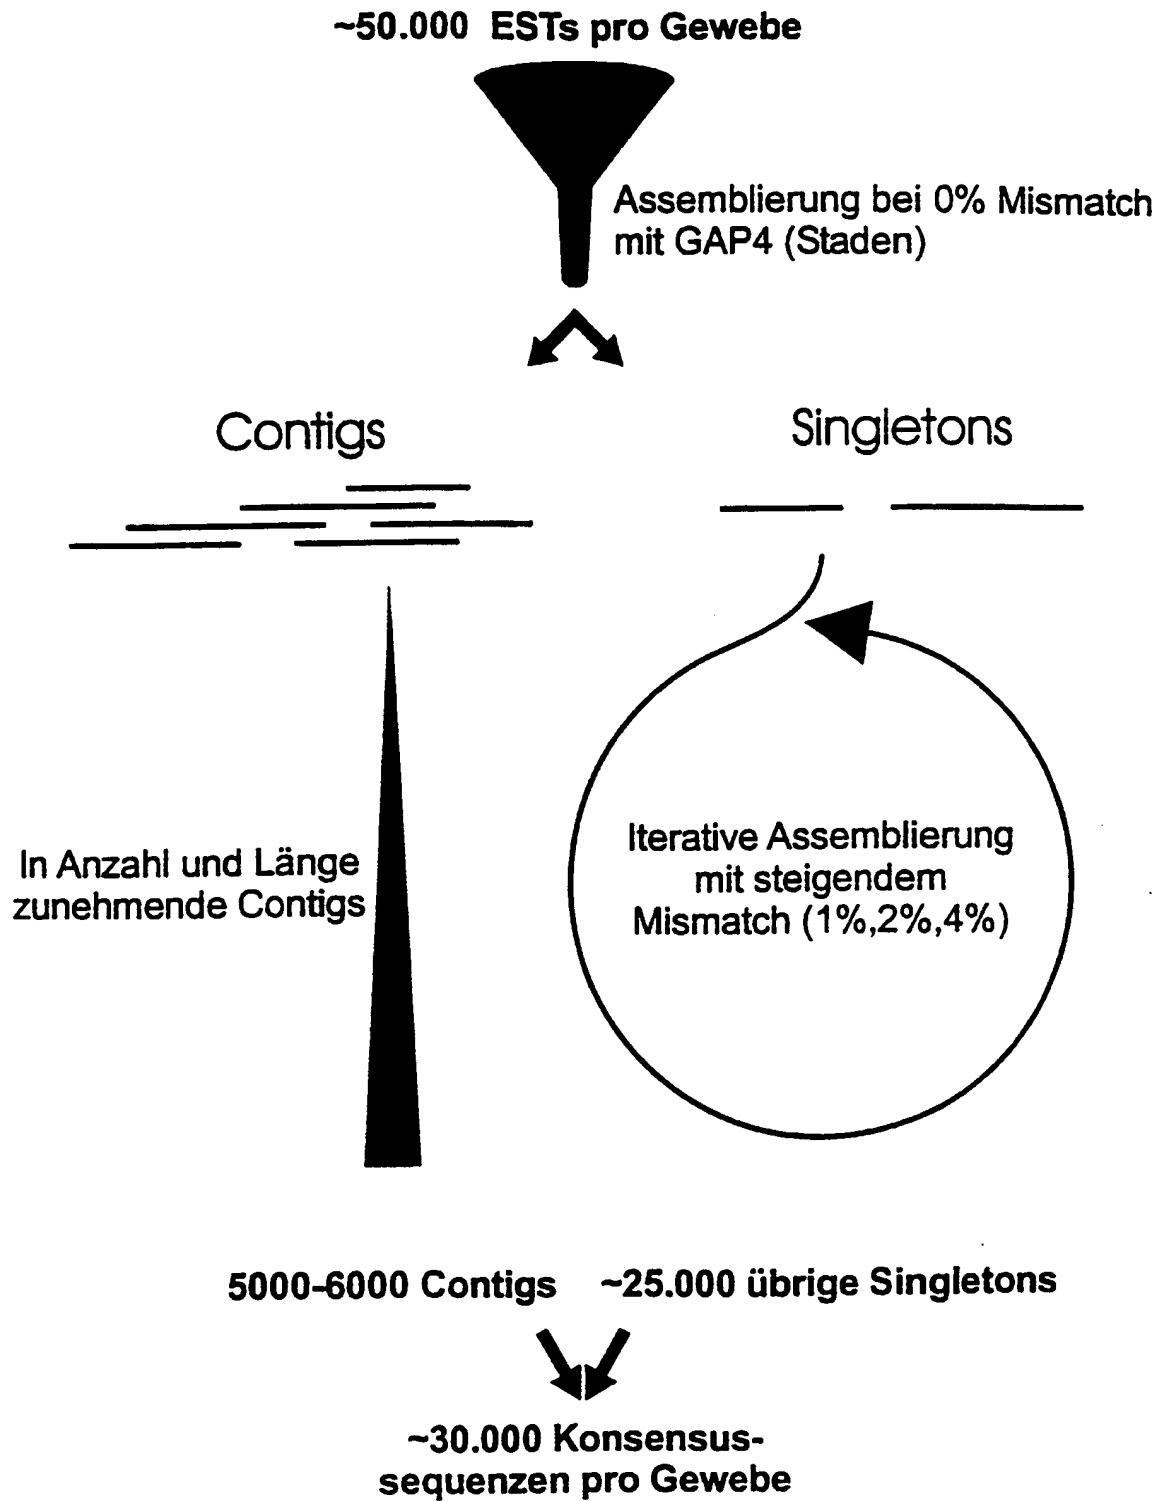 ~50.000 ESTs pro Gewebe
Assemblierung bei 0% Mismatch
mit GAP4 (Staden)
Contigs
Singletons
In Anzahl und Länge
zunehmende Contigs
Iterative Assemblierung
mit steigendem
Mismatch (1%,2%,4%)
5000-6000 Contigs
~25.000 übrige Singletons
~30.000 Konsensus-
sequenzen pro Gewebe